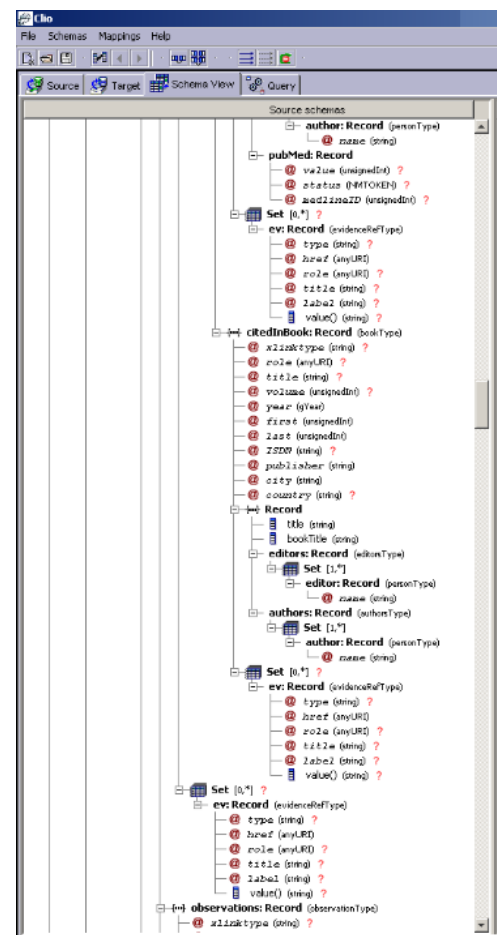 Clio
File Schemas Mappings Help
Source Target Schema View Query
Source schemas
author: Record (personType)
@ name (string)
pubMed: Record
@ value (unsignedInt) ?
@ status (NMTOKEN) ?
@ medlineID (unsignedInt) ?
Set [0,*] ?
ev: Record (evidenceRefType)
@ type (string) ?
@ href (anyURI)
@ role (anyURI) ?
@ title (string) ?
@ label (string) ?
value() (string) ?
citedInBook: Record (bookType)
@ xlinktype (string) ?
@ role (anyURI) ?
@ title (string) ?
@ volume (unsignedInt) ?
@ year (gYear)
@ first (unsignedInt)
@ last (unsignedInt)
@ ISBN (string) ?
@ publisher (string)
@ city (string)
@ country (string) ?
Record
title (string)
bookTitle (string)
editors: Record (editorsType)
Set [1,*]
editor: Record (personType)
@ name (string)
authors: Record (authorsType)
Set [1,*]
author: Record (personType)
@ name (string)
Set [0,*] ?
ev: Record (evidenceRefType)
@ type (string) ?
@ href (anyURI)
@ role (anyURI) ?
@ title (string) ?
@ label (string) ?
value() (string) ?
Set [0,*] ?
ev: Record (evidenceRefType)
@ type (string) ?
@ href (anyURI)
@ role (anyURI) ?
@ title (string) ?
@ label (string) ?
value() (string) ?
observations: Record (observationType)
@ xlinktype (string) ?